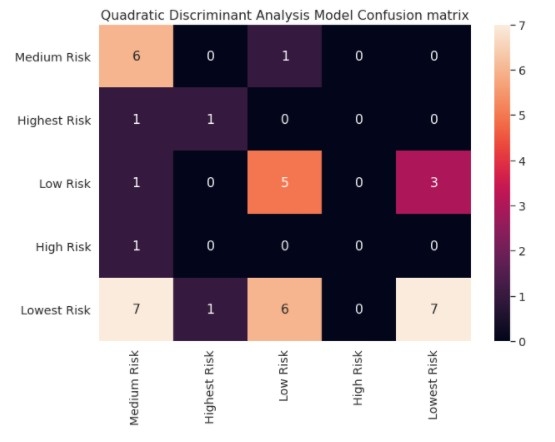 Quadratic Discriminant Analysis Model Confusion matrix
Medium Risk 6 0 1 0 0
Highest Risk 1 1 0 0 0
Low Risk 1 0 5 0 3
High Risk 1 0 0 0 0
Lowest Risk 7 1 6 0 7
Medium Risk
Highest Risk
Low Risk
High Risk
Lowest Risk
7
6
5
4
3
2
1
0